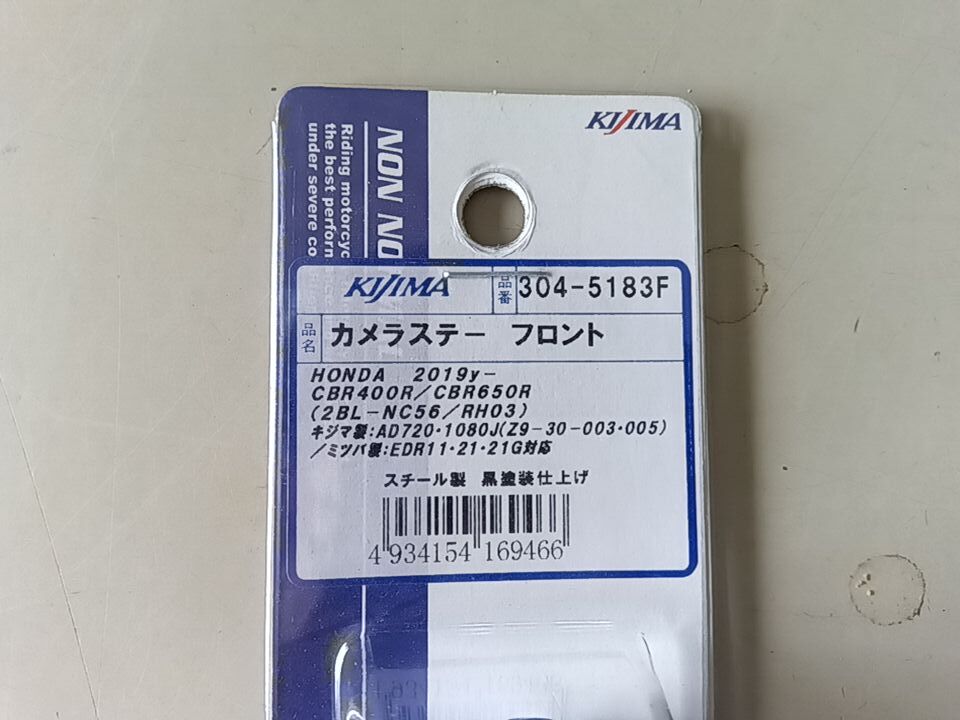 KIJIMA
NON NO
Riding motorcyc
the best perform
under severe co
KIJIMA
品番
304-5183F
品名
カメラステー フロント
HONDA 2019y-
CBR400R/CBR650R
(2BL-NC56/RH03)
キジマ製:AD720・1080J(Z9-30-003・005)
/ミツバ製:EDR11・21・21G対応
スチール製 黒塗装仕上げ
4 934154 169466